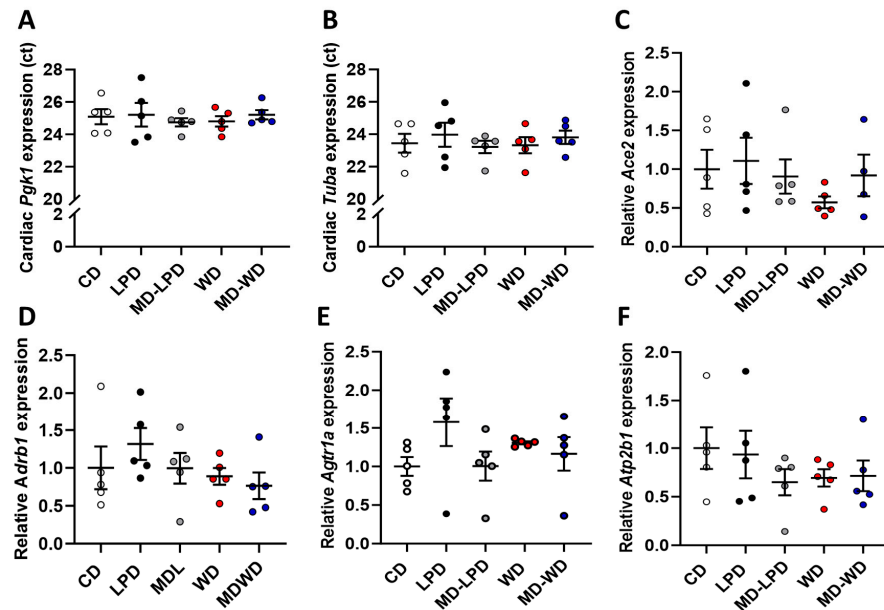 A
Cardiac Pgk1 expression (ct)
28
26
24
22
20
2
0
CD
LPD
MD-LPD
WD
MD-WD
B
Cardiac Tuba expression (ct)
28
26
24
22
20
2
0
CD
LPD
MD-LPD
WD
MD-WD
C
Relative Ace2 expression
2.5
2.0
1.5
1.0
0.5
0.0
CD
LPD
MD-LPD
WD
MD-WD
D
Relative Adrb1 expression
2.5
2.0
1.5
1.0
0.5
0.0
CD
LPD
MDL
WD
MDWD
E
Relative Agtr1a expression
2.5
2.0
1.5
1.0
0.5
0.0
CD
LPD
MD-LPD
WD
MD-WD
F
Relative Atp2b1 expression
2.0
1.5
1.0
0.5
0.0
CD
LPD
MD-LPD
WD
MD-WD